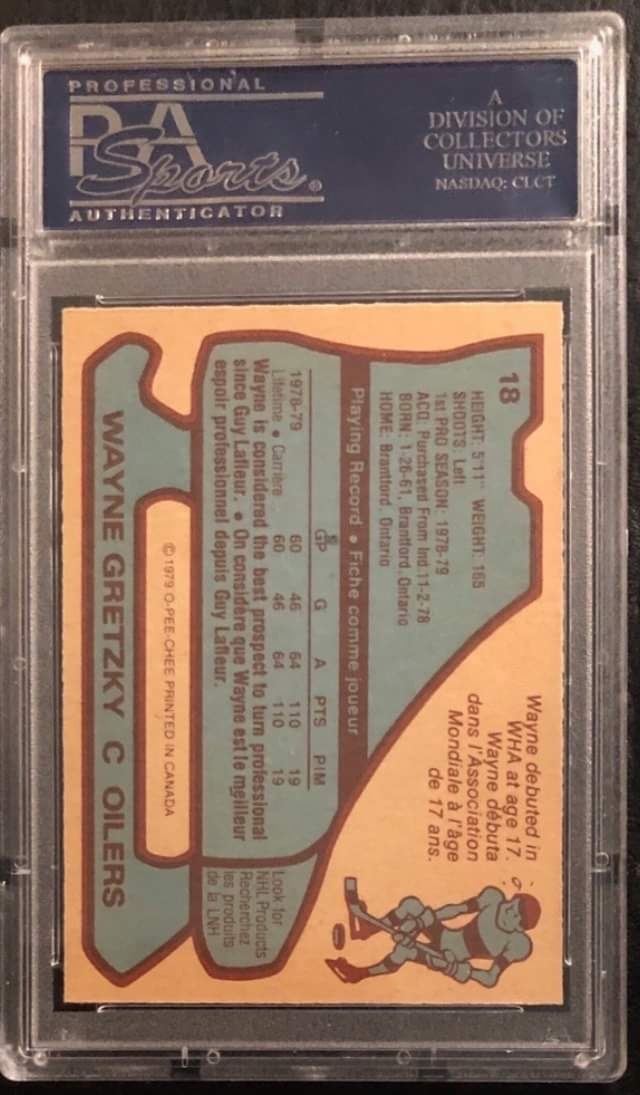 PROFESSIONAL
PSA
Sports®
AUTHENTICATOR
A
DIVISION OF
COLLECTORS
UNIVERSE
NASDAQ: CLCT
18
HEIGHT: 5'11" WEIGHT: 165
SHOOTS: Left
1st PRO SEASON: 1978-79
ACQ: Purchased From Ind. 11-2-78
BORN: 1-26-61, Brantford, Ontario
HOME: Brantford, Ontario
Wayne debuted in
WHA at age 17.
Wayne débuta
dans l'Association
Mondiale à l'âge
de 17 ans.
Playing Record • Fiche comme joueur
GP G A PTS PIM
1978-79 60 46 64 110 19
Lifetime • Carrière 60 46 64 110 19
Wayne is considered the best prospect to turn professional
since Guy Lafleur. • On considère que Wayne est le meilleur
espoir professionnel depuis Guy Lafleur.
Look for
NHL Products
Recherchez
les produits
de la LNH
© 1979 O-PEE-CHEE PRINTED IN CANADA
WAYNE GRETZKY C OILERS